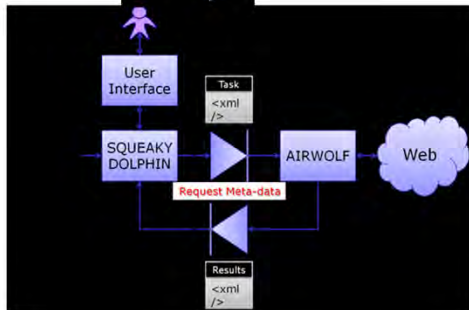 User
Interface
Task
<xml
/>
SQUEAKY
DOLPHIN
AIRWOLF
Web
Request Meta-data
Results
<xml
/>